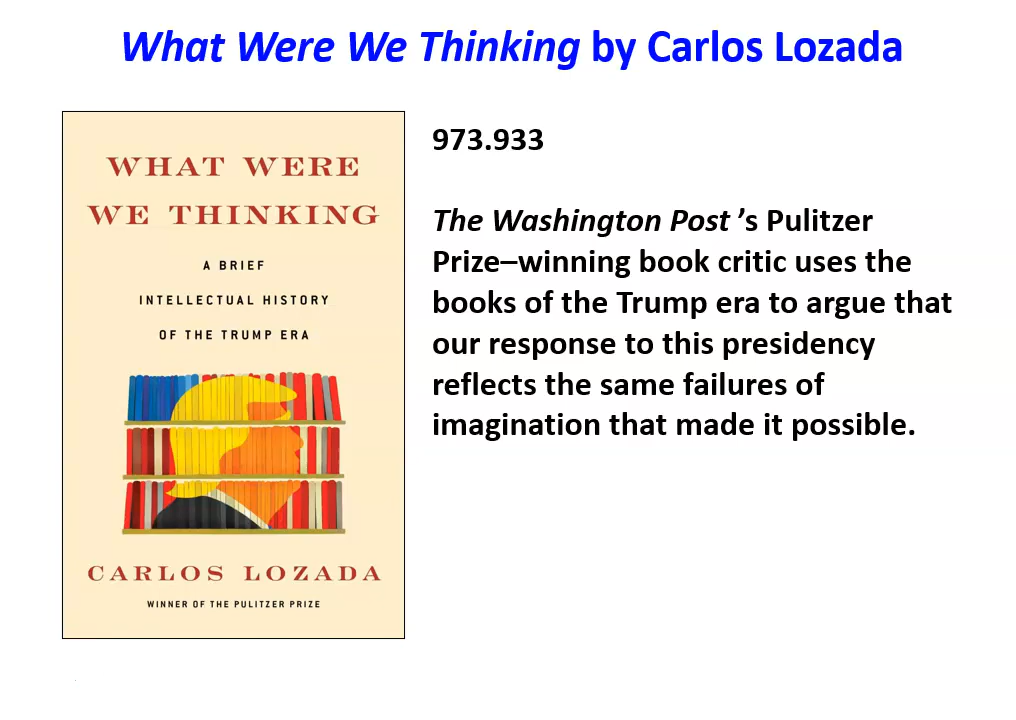 What Were We Thinking by Carlos Lozada
WHAT WERE
WE THINKING
A BRIEF
INTELLECTUAL HISTORY
OF THE TRUMP ERA
CARLOS LOZADA
WINNER OF THE PULITZER PRIZE
973.933
The Washington Post ’s Pulitzer
Prize–winning book critic uses the
books of the Trump era to argue that
our response to this presidency
reflects the same failures of
imagination that made it possible.